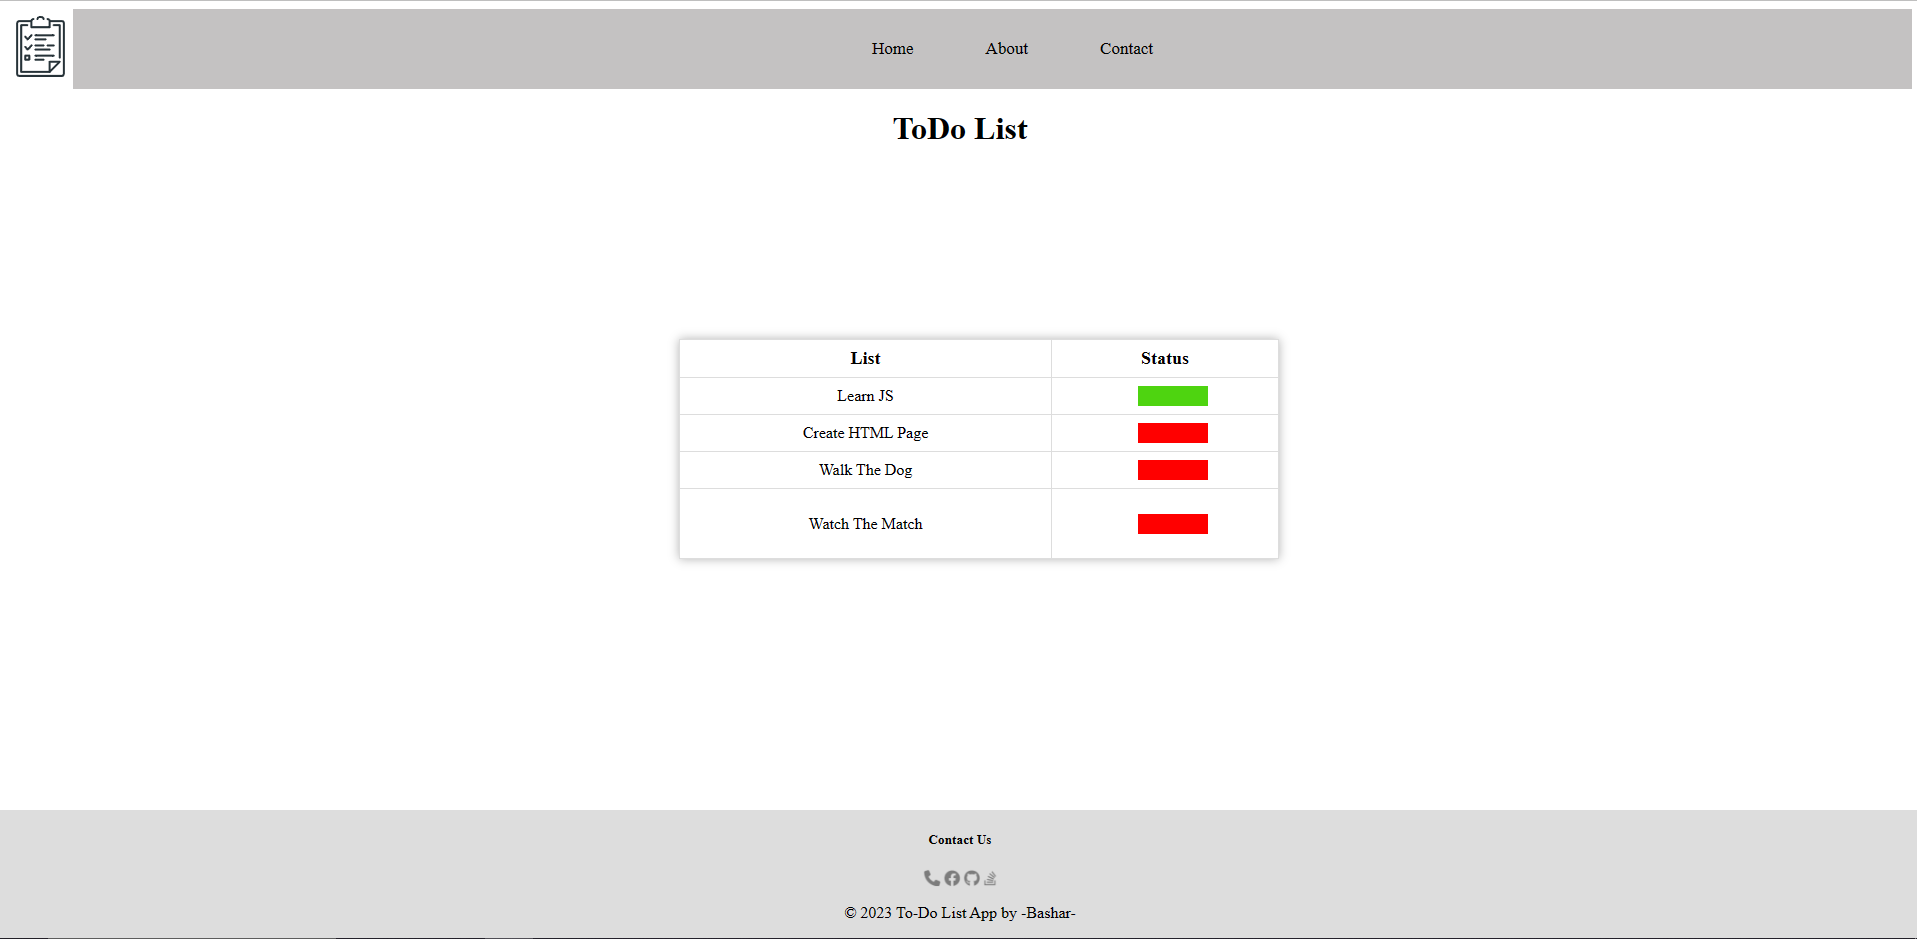 Home About Contact
ToDo List
List Status
Learn JS
Create HTML Page
Walk The Dog
Watch The Match
Contact Us
© 2023 To-Do List App by -Bashar-